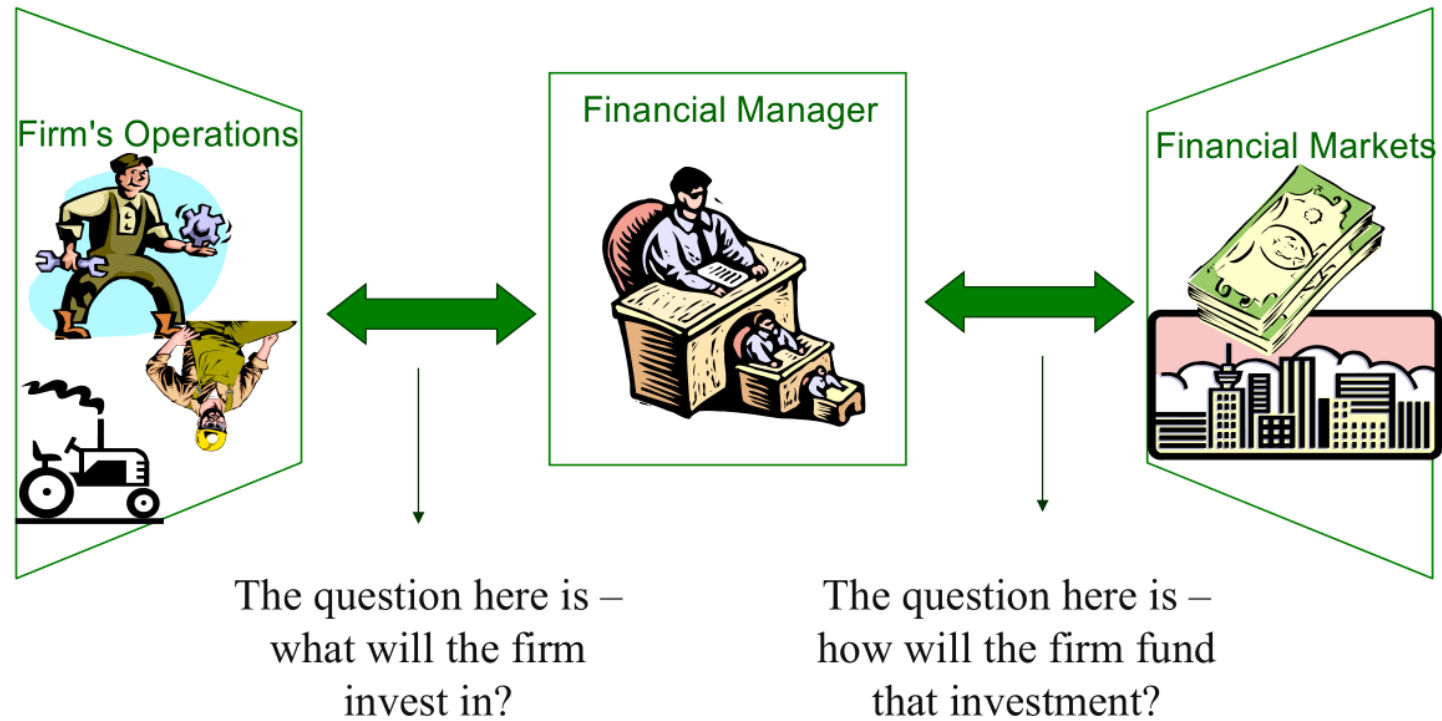 Firm's Operations
Financial Manager
Financial Markets
The question here is –
what will the firm
invest in?
The question here is –
how will the firm fund
that investment?